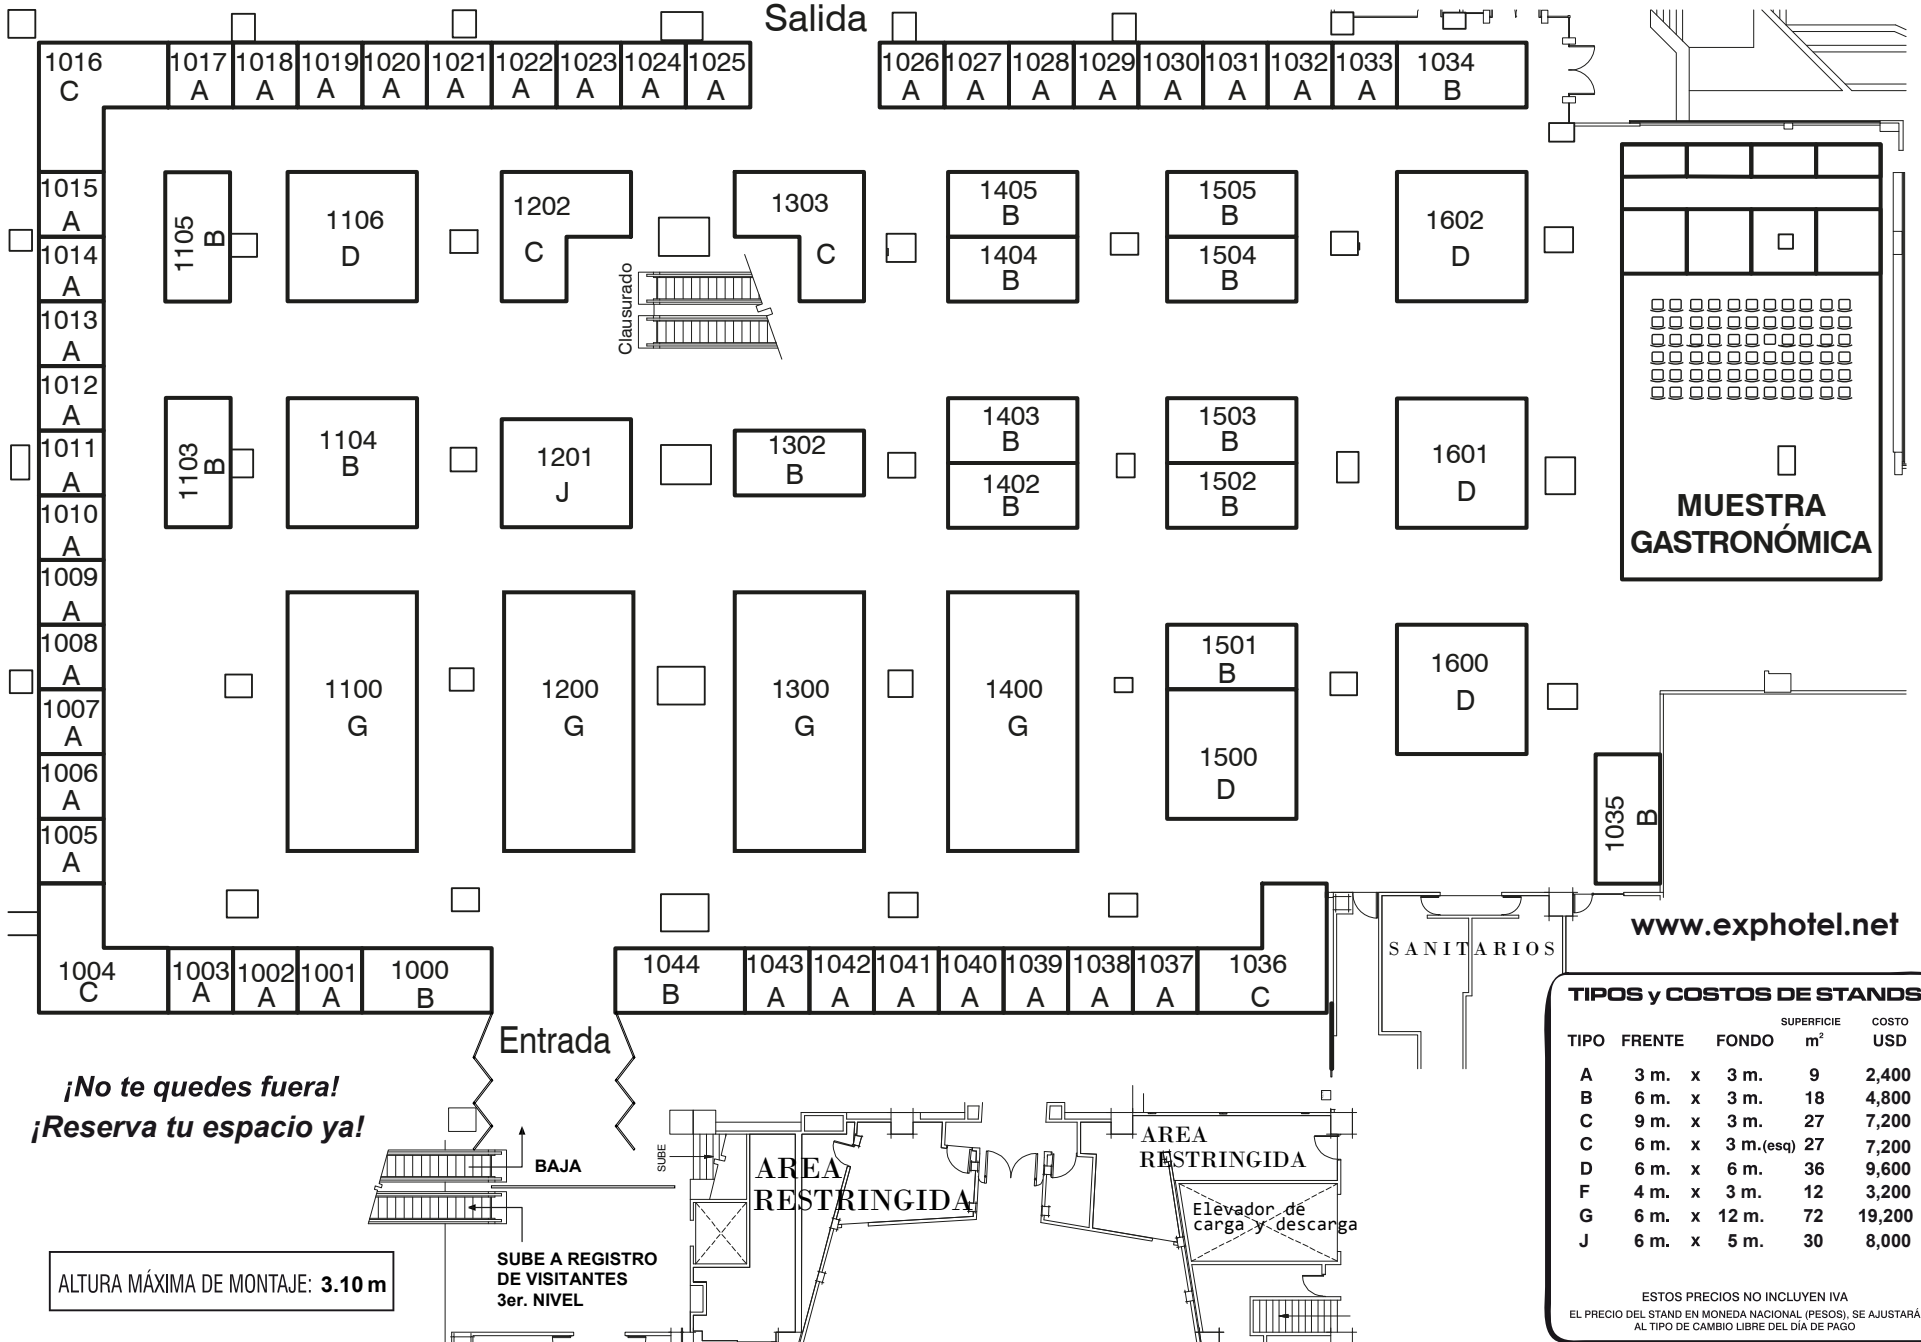 Salida
1016
C
1017
A
1018
A
1019
A
1020
A
1021
A
1022
A
1023
A
1024
A
1025
A
1026
A
1027
A
1028
A
1029
A
1030
A
1031
A
1032
A
1033
A
1034
B
1015
A
1014
A
1013
A
1012
A
1011
A
1010
A
1009
A
1008
A
1007
A
1006
A
1005
A
1105
B
1106
D
1202
C
1303
C
1405
B
1404
B
1505
B
1504
B
1602
D
Clausurado
1103
B
1104
B
1201
J
1302
B
1403
B
1402
B
1503
B
1502
B
1601
D
MUESTRA
GASTRONÓMICA
1100
G
1200
G
1300
G
1400
G
1501
B
1500
D
1600
D
1035
B
1004
C
1003
A
1002
A
1001
A
1000
B
1044
B
1043
A
1042
A
1041
A
1040
A
1039
A
1038
A
1037
A
1036
C
SANITARIOS
www.exphotel.net
Entrada
¡No te quedes fuera!
¡Reserva tu espacio ya!
BAJA
SUBE
AREA
RESTRINGIDA
AREA
RESTRINGIDA
Elevador de
carga y descarga
SUBE A REGISTRO
DE VISITANTES
3er. NIVEL
ALTURA MÁXIMA DE MONTAJE: 3.10 m
TIPOS y COSTOS DE STANDS
TIPO FRENTE FONDO SUPERFICIE m² COSTO USD
A 3 m. x 3 m. 9 2,400
B 6 m. x 3 m. 18 4,800
C 9 m. x 3 m. 27 7,200
C 6 m. x 3 m.(esq) 27 7,200
D 6 m. x 6 m. 36 9,600
F 4 m. x 3 m. 12 3,200
G 6 m. x 12 m. 72 19,200
J 6 m. x 5 m. 30 8,000
ESTOS PRECIOS NO INCLUYEN IVA
EL PRECIO DEL STAND EN MONEDA NACIONAL (PESOS), SE AJUSTARÁ
AL TIPO DE CAMBIO LIBRE DEL DÍA DE PAGO